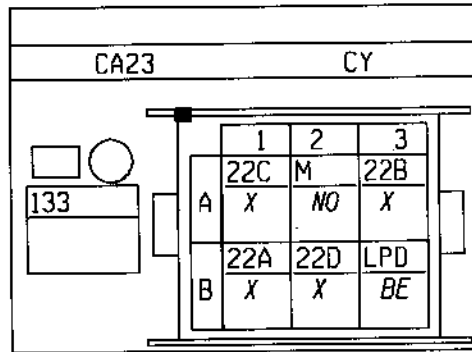 CA23 CY
1 2 3
22C M 22B
133
A X NO X
22A 22D LPD
B X X BE